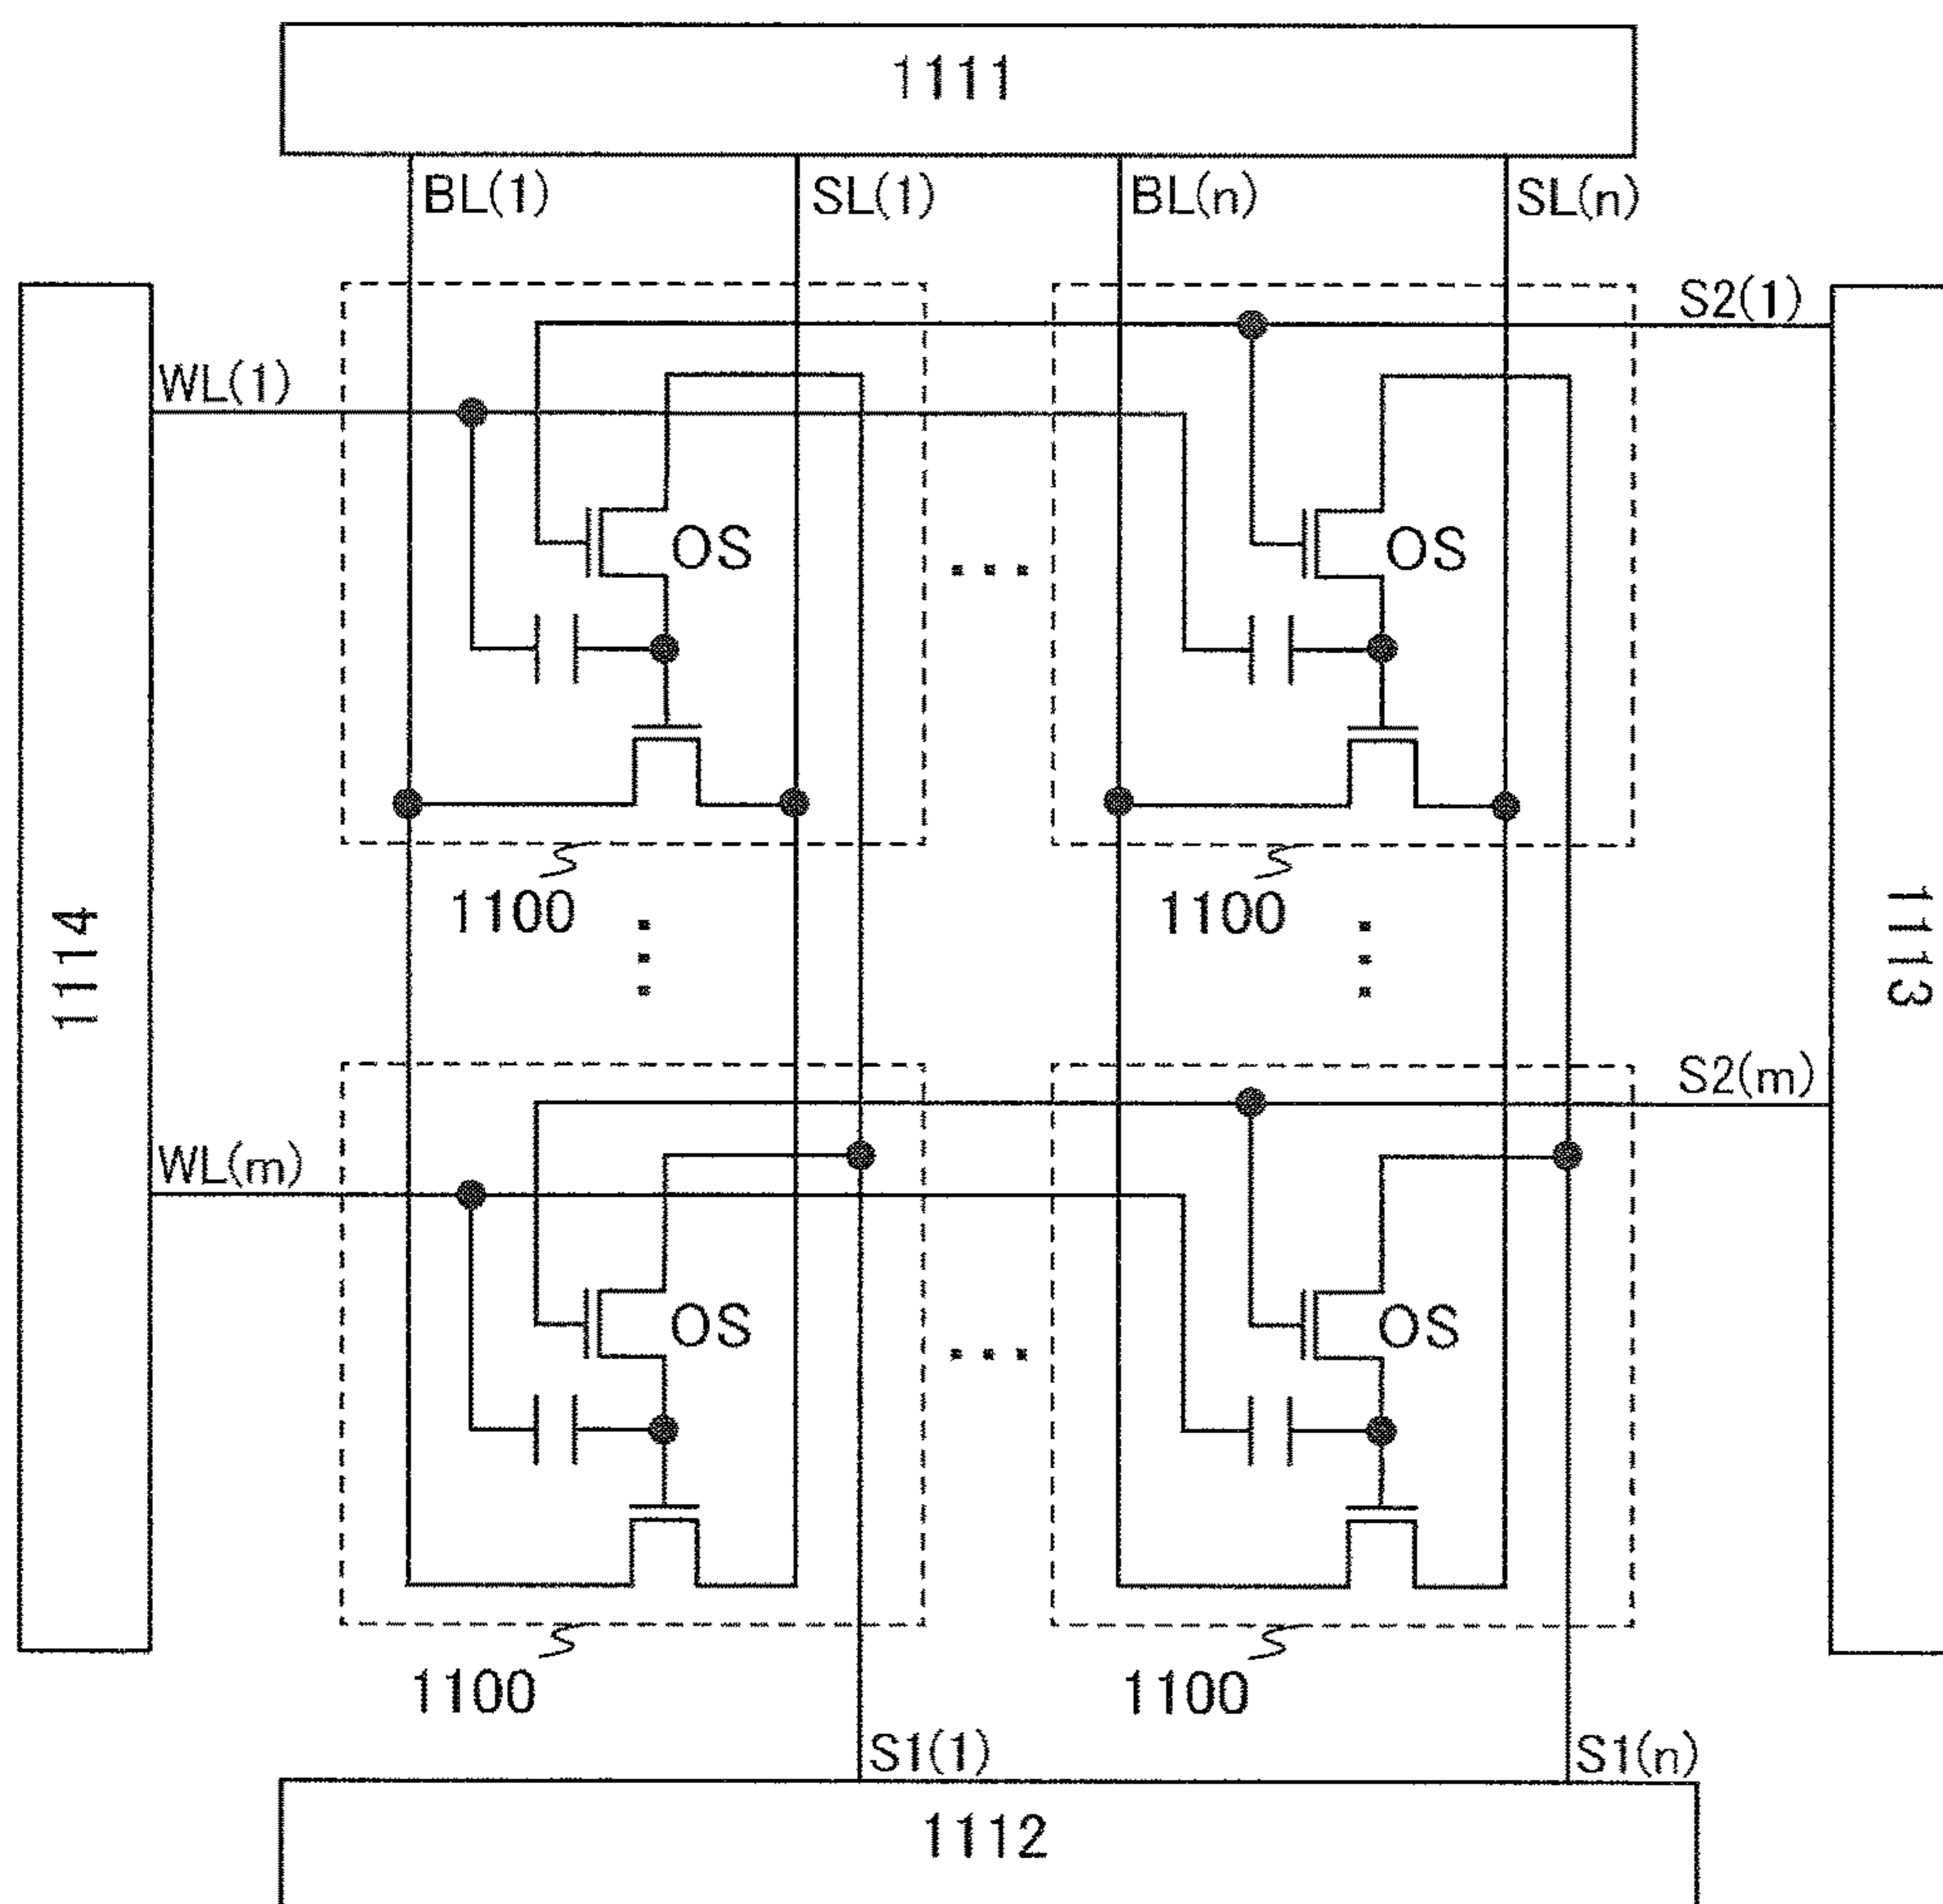 1111
BL(1)
SL(1)
BL(n)
SL(n)
S2(1)
WL(1)
OS
OS
1100
1100
1114
1113
S2(m)
WL(m)
OS
OS
1100
1100
S1(1)
S1(n)
1112